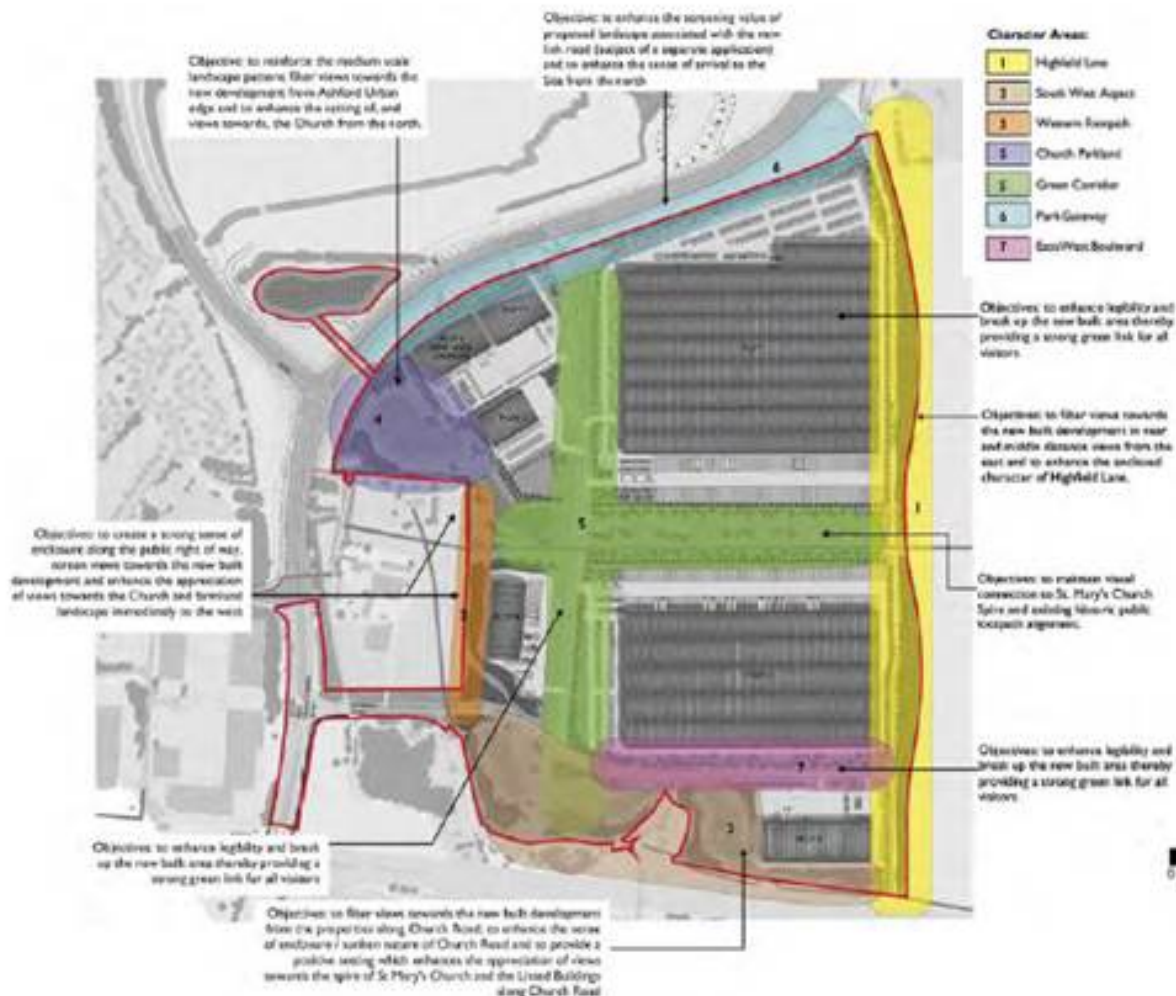 Objective: to enhance the screening value of
proposed landscape associated with the new
link road (subject of a separate application)
and to enhance the sense of arrival to the
Site from the north
Objective: to reinforce the medium scale
landscape pattern, filter views towards the
new development from Ashford Urban
edge and to enhance the setting of, and
views towards, the Church from the north.
Character Areas:
1 Highfield Lane
South West Aspect
Western Footpath
Church Parkland
5 Green Corridor
6 Park Gateway
7 East/West Boulevard
Objectives: to enhance legibility and
break up the new built area thereby
providing a strong green link for all
visitors
Objectives: to filter views towards
the new built development in near
and middle distance views from the
east and to enhance the enclosed
character of Highfield Lane.
Objectives: to create a strong sense of
enclosure along the public right of way,
screen views towards the new built
development and enhance the appreciation
of views towards the Church and farmland
landscape immediately to the west
Objectives: to maintain visual
connection to St. Mary's Church
Spire and existing historic public
footpath alignment.
Objectives: to enhance legibility and
break up the new built area thereby
providing a strong green link for all
visitors
Objectives: to enhance legibility and break
up the new built area thereby providing a
strong green link for all visitors
Objectives: to filter views towards the new built development
from the properties along Church Road, to enhance the sense
of enclosure / sunken nature of Church Road and to provide a
positive setting which enhances the appreciation of views
towards the spire of St Mary's Church and the Listed Buildings
along Church Road
6
4
5
1
7
0